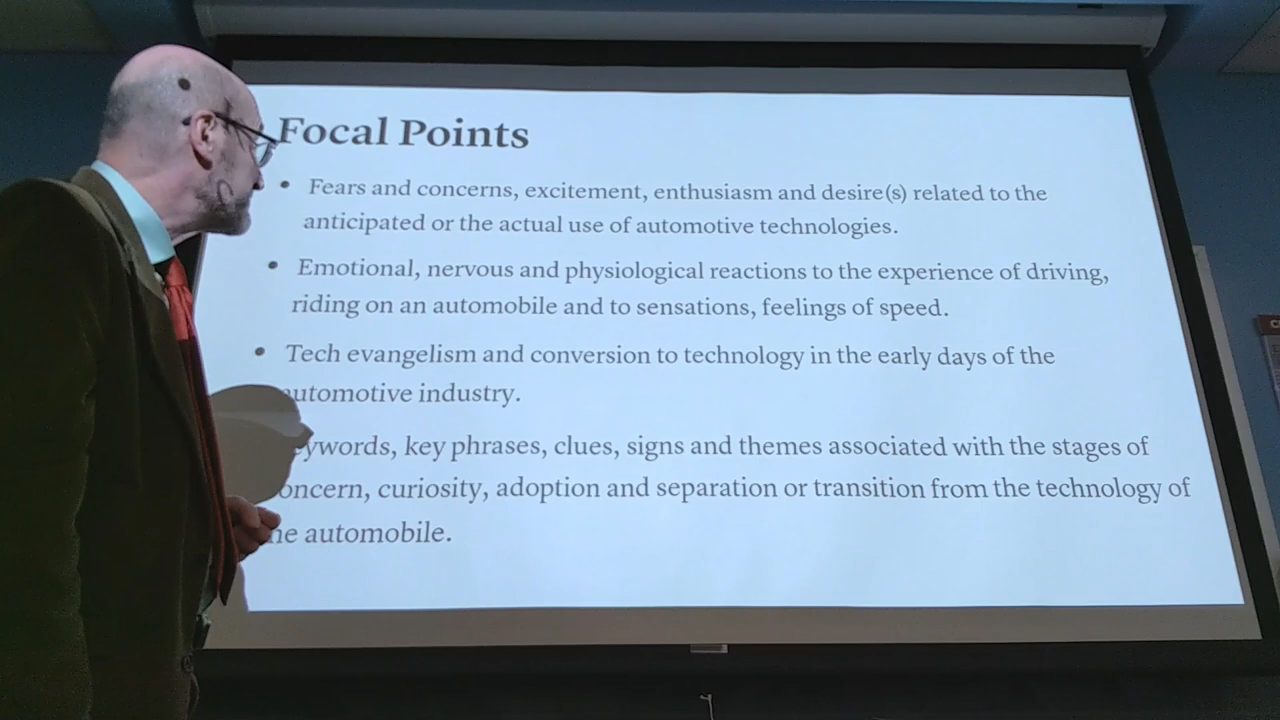 Focal Points
• Fears and concerns, excitement, enthusiasm and desire(s) related to the
anticipated or the actual use of automotive technologies.
• Emotional, nervous and physiological reactions to the experience of driving,
riding on an automobile and to sensations, feelings of speed.
• Tech evangelism and conversion to technology in the early days of the
automotive industry.
key phrases, clues, signs and themes associated with the stages of
curiosity, adoption and separation or transition from the technology of
automobile.